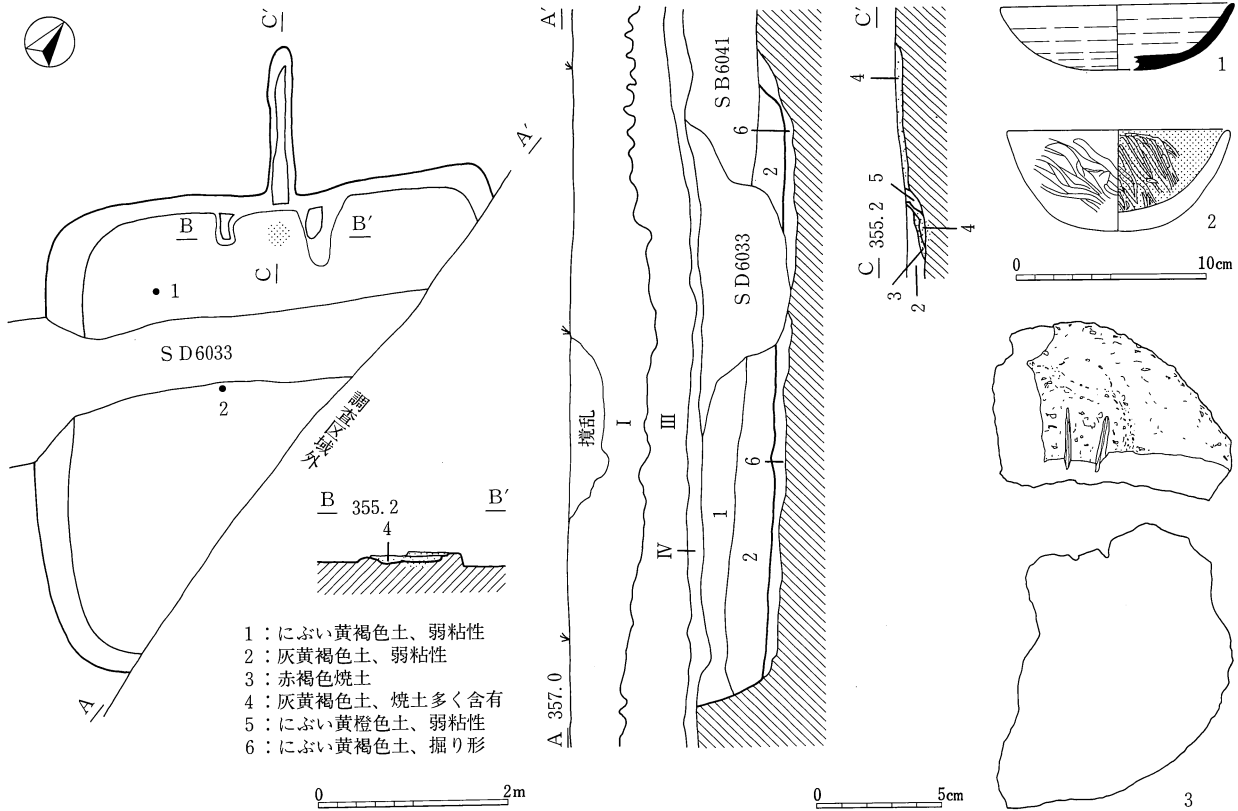 C'
A'
B
B'
C
1
SD6033
2
調査区域外
B 355.2 B'
4
A
1：にぶい黄褐色土、弱粘性
2：灰黄褐色土、弱粘性
3：赤褐色焼土
4：灰黄褐色土、焼土多く含有
5：にぶい黄橙色土、弱粘性
6：にぶい黄褐色土、掘り形
0 2m
A'
SB6041
6
2
SD6033
撹乱
I
III
IV
6
1
2
A 357.0
C'
4
5
4
C 355.2
3
2
0 5cm
1
2
0 10cm
3